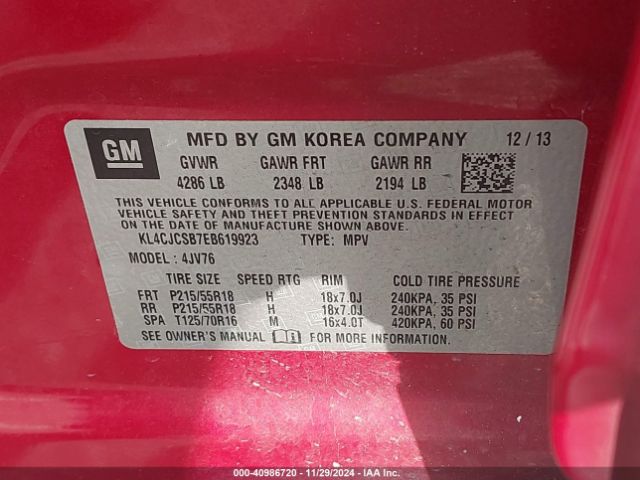 GM MFD BY GM KOREA COMPANY 12 / 13
GVWR GAWR FRT GAWR RR
4286 LB 2348 LB 2194 LB
THIS VEHICLE CONFORMS TO ALL APPLICABLE U.S. FEDERAL MOTOR
VEHICLE SAFETY AND THEFT PREVENTION STANDARDS IN EFFECT
ON THE DATE OF MANUFACTURE SHOWN ABOVE.
KL4CJCSB7EB619923 TYPE: MPV
MODEL : 4JV76
TIRE SIZE SPEED RTG RIM COLD TIRE PRESSURE
FRT P215/55R18 H 18x7.0J 240KPA, 35 PSI
RR P215/55R18 H 18x7.0J 240KPA, 35 PSI
SPA T125/70R16 M 16x4.0T 420KPA, 60 PSI
SEE OWNER'S MANUAL FOR MORE INFORMATION.
000-40986720 - 11/29/2024 - IAAI.COM